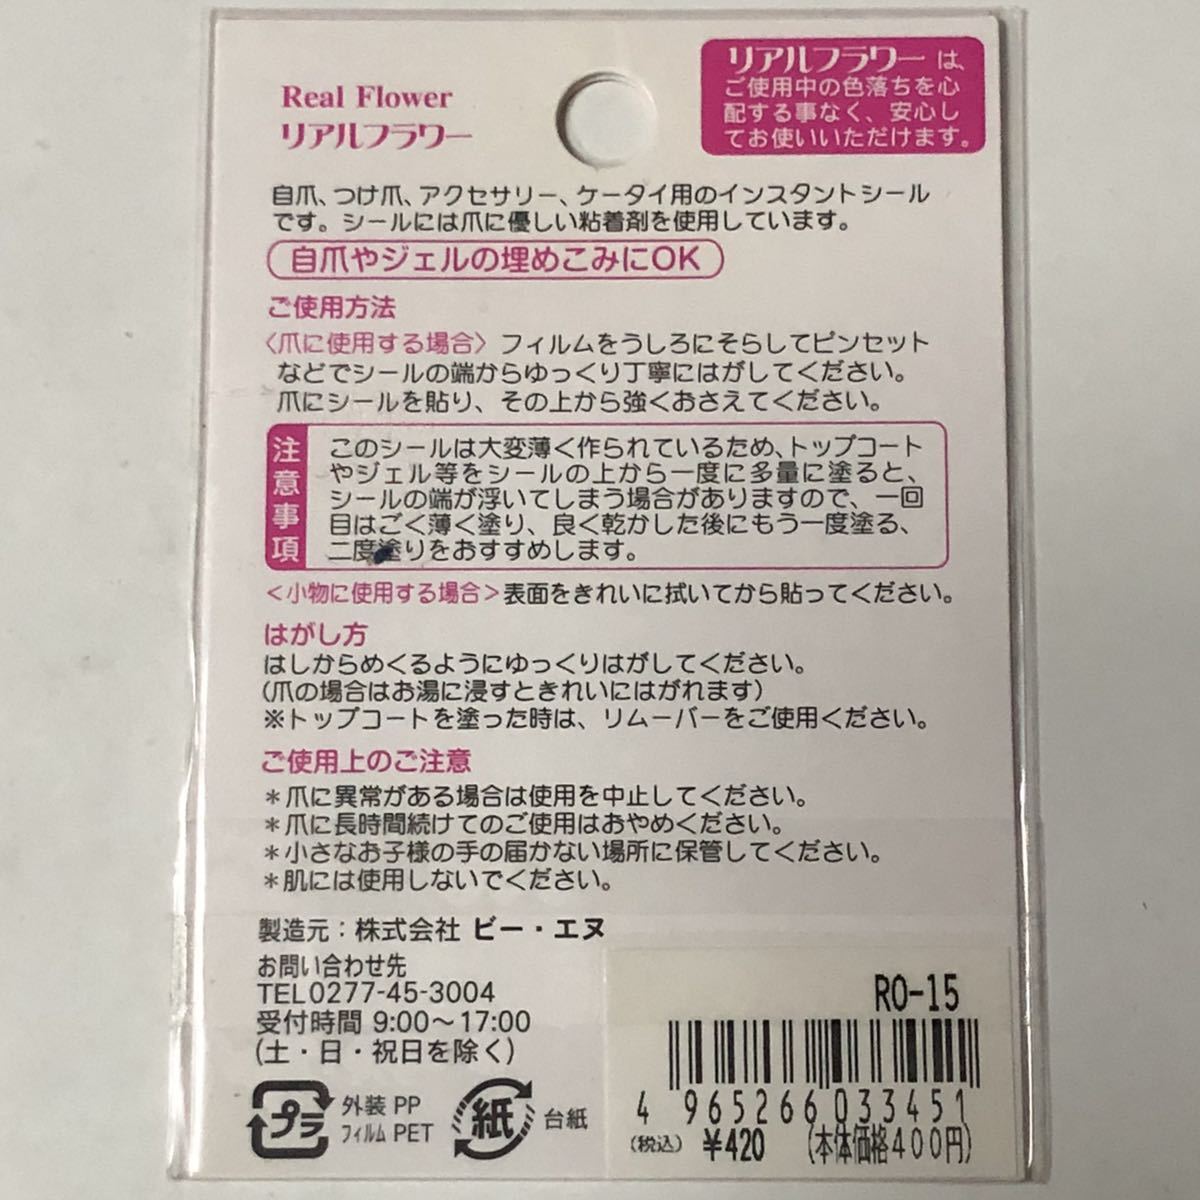 Real Flower
リアルフラワー
リアルフラワーは、
ご使用中の色落ちを心
配する事なく、安心し
てお使いいただけます。
自爪、つけ爪、アクセサリー、ケータイ用のインスタントシール
です。シールには爪に優しい粘着剤を使用しています。
自爪やジェルの埋めこみにOK
ご使用方法
〈爪に使用する場合〉フィルムをうしろにそらしてピンセット
などでシールの端からゆっくり丁寧にはがしてください。
爪にシールを貼り、その上から強くおさえてください。
注意事項
このシールは大変薄く作られているため、トップコート
やジェル等をシールの上から一度に多量に塗ると、
シールの端が浮いてしまう場合がありますので、一回
目はごく薄く塗り、良く乾かした後にもう一度塗る、
二度塗りをおすすめします。
<小物に使用する場合>表面をきれいに拭いてから貼ってください。
はがし方
はしからめくるようにゆっくりはがしてください。
(爪の場合はお湯に浸すときれいにはがれます)
※トップコートを塗った時は、リムーバーをご使用ください。
ご使用上のご注意
*爪に異常がある場合は使用を中止してください。
*爪に長時間続けてのご使用はおやめください。
*小さなお子様の手の届かない場所に保管してください。
*肌には使用しないでください。
製造元:株式会社 ビー・エヌ
お問い合わせ先
TEL0277-45-3004
受付時間 9:00~17:00
(土・日・祝日を除く)
プラ
外装 PP
フィルム PET
紙
台紙
RO-15
4 965266 033451
(税込) ¥420 (本体価格400円)